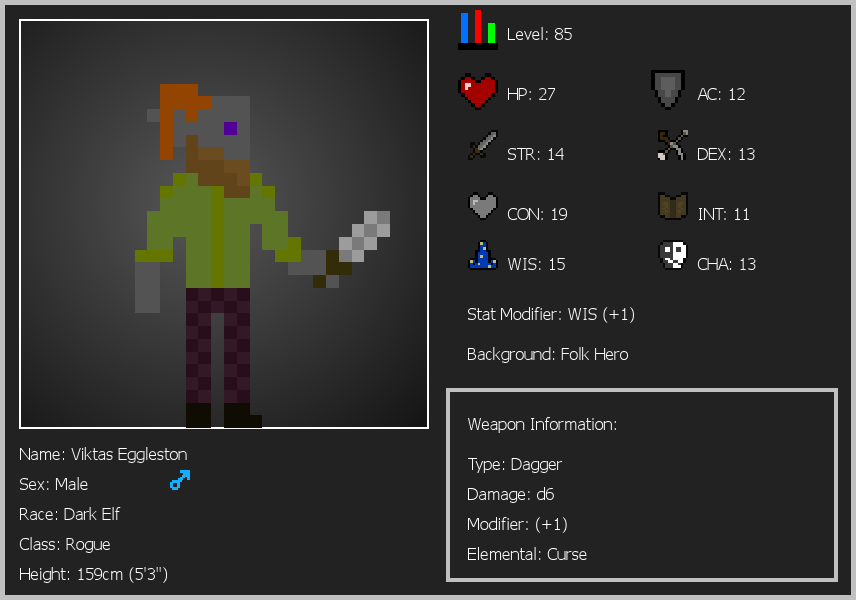 Level: 85
HP: 27
AC: 12
STR: 14
DEX: 13
CON: 19
INT: 11
WIS: 15
CHA: 13
Stat Modifier: WIS (+1)
Background: Folk Hero
Weapon Information:
Type: Dagger
Damage: d6
Modifier: (+1)
Elemental: Curse
Name: Viktas Eggleston
Sex: Male
Race: Dark Elf
Class: Rogue
Height: 159cm (5'3")